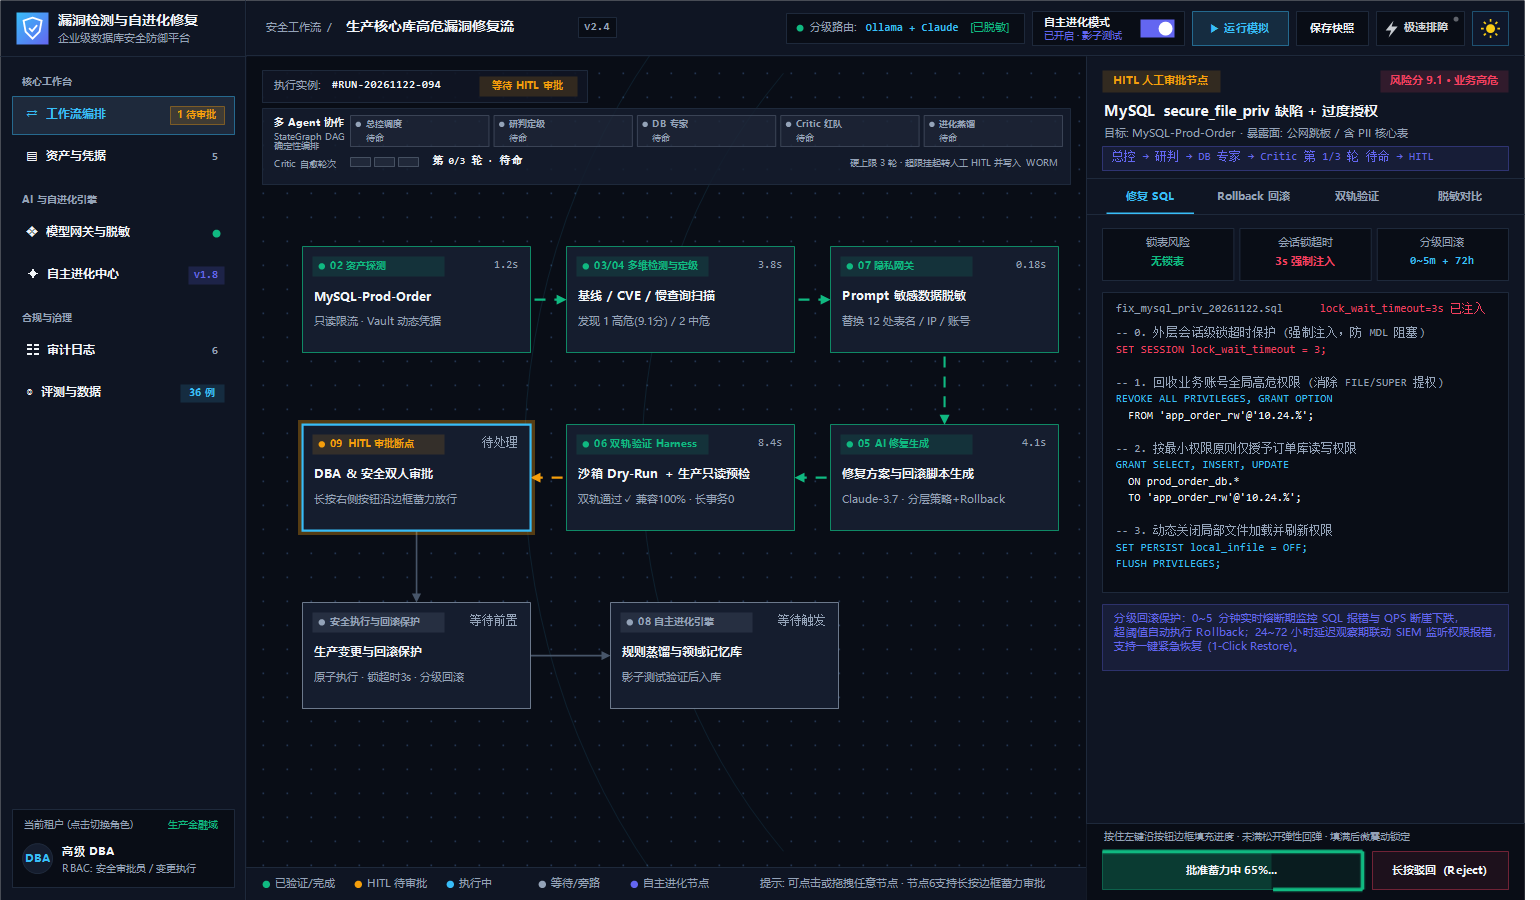 漏洞检测与自进化修复
企业级数据库安全防御平台
安全工作流 /
生产核心库高危漏洞修复流
v2.4
分级路由: Ollama + Claude [已脱敏]
自主进化模式
已开启 · 影子测试
运行模拟
保存快照
极速排障
核心工作台
工作流编排
1 待审批
资产与凭据
5
AI 与自进化引擎
模型网关与脱敏
自主进化中心
v1.8
合规与治理
审计日志
6
评测与数据
36 例
当前租户 (点击切换角色)
生产金融域
DBA
高级 DBA
RBAC: 安全审批员 / 变更执行
执行实例: #RUN-20261122-094
等待 HITL 审批
多 Agent 协作
StateGraph DAG
确定性编排
总控调度
待命
研判定级
待命
DB 专家
待命
Critic 红队
待命
进化蒸馏
待命
Critic 自愈轮次
第 0/3 轮 · 待命
硬上限 3 轮 · 超限挂起转人工 HITL 并写入 WORM
02 资产探测
1.2s
MySQL-Prod-Order
只读限流 · Vault 动态凭据
03/04 多维检测与定级
3.8s
基线 / CVE / 慢查询扫描
发现 1 高危(9.1分) / 2 中危
07 隐私网关
0.18s
Prompt 敏感数据脱敏
替换 12 处表名 / IP / 账号
09 HITL 审批断点
待处理
DBA & 安全双人审批
长按右侧按钮沿边框蓄力放行
06 双轨验证 Harness
8.4s
沙箱 Dry-Run + 生产只读预检
双轨通过 ✓ 兼容100% · 长事务0
05 AI 修复生成
4.1s
修复方案与回滚脚本生成
Claude-3.7 · 分层策略+Rollback
安全执行与回滚保护
等待前置
生产变更与回滚保护
原子执行 · 锁超时3s · 分级回滚
08 自主进化引擎
等待触发
规则蒸馏与领域记忆库
影子测试验证后入库
已验证/完成
HITL 待审批
执行中
等待/旁路
自主进化节点
提示: 可点击或拖拽任意节点 · 节点6支持长按边框蓄力审批
HITL 人工审批节点
风险分 9.1 • 业务高危
MySQL secure_file_priv 缺陷 + 过度授权
目标: MySQL-Prod-Order · 暴露面: 公网跳板 / 含 PII 核心表
总控 → 研判 → DB 专家 → Critic 第 1/3 轮 待命 → HITL
修复 SQL
Rollback 回滚
双轨验证
脱敏对比
锁表风险
无锁表
会话锁超时
3s 强制注入
分级回滚
0~5m + 72h
fix_mysql_priv_20261122.sql
lock_wait_timeout=3s 已注入
-- 0. 外层会话级锁超时保护 (强制注入, 防 MDL 阻塞)
SET SESSION lock_wait_timeout = 3;
-- 1. 回收业务账号全局高危权限 (消除 FILE/SUPER 提权)
REVOKE ALL PRIVILEGES, GRANT OPTION
FROM 'app_order_rw'@'10.24.%';
-- 2. 按最小权限原则仅授予订单库读写权限
GRANT SELECT, INSERT, UPDATE
ON prod_order_db.*
TO 'app_order_rw'@'10.24.%';
-- 3. 动态关闭局部文件加载并刷新权限
SET PERSIST local_infile = OFF;
FLUSH PRIVILEGES;
分级回滚保护: 0~5 分钟实时熔断期监控 SQL 报错与 QPS 断崖下跌,
超阈值自动执行 Rollback; 24~72 小时延迟观察期联动 SIEM 监听权限报错,
支持一键紧急恢复 (1-Click Restore)。
按住左键沿按钮边框填充进度 · 未满松开弹性回弹 · 填满后微震动锁定
批准蓄力中 65%...
长按驳回 (Reject)